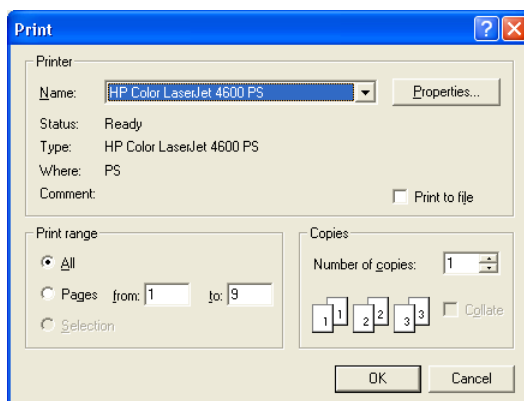 Print
Printer
Name: HP Color LaserJet 4600 PS Properties...
Status: Ready
Type: HP Color LaserJet 4600 PS
Where: PS
Comment: Print to file
Print range
All
Pages from: 1 to: 9
Selection
Copies
Number of copies: 1
1 1 2 2 3 3 Collate
OK Cancel